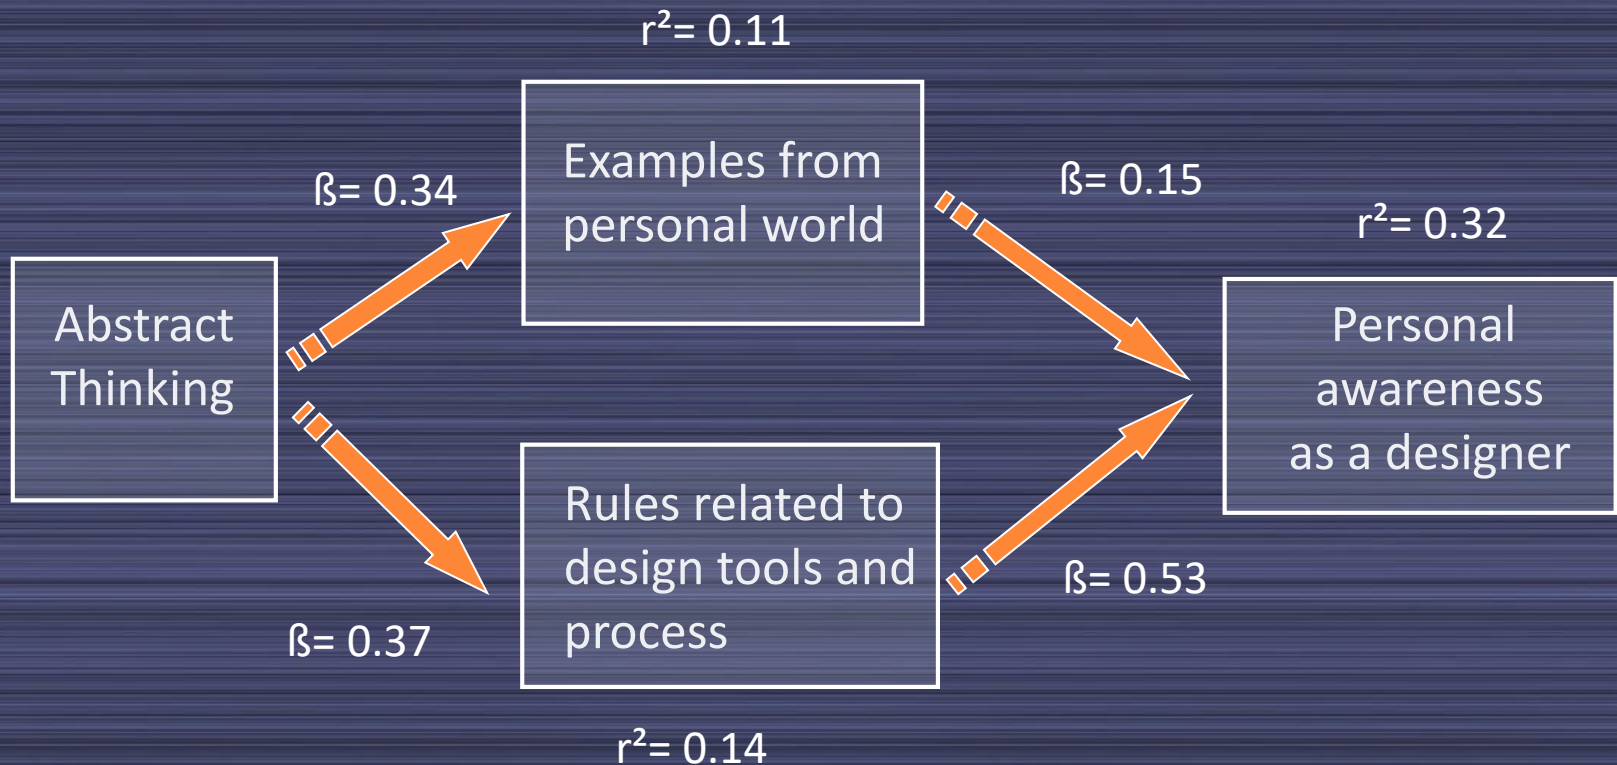 r²= 0.11
Examples from
personal world
ß= 0.34
ß= 0.15
r²= 0.32
Abstract
Thinking
Personal
awareness
as a designer
Rules related to
design tools and
process
ß= 0.37
ß= 0.53
r²= 0.14